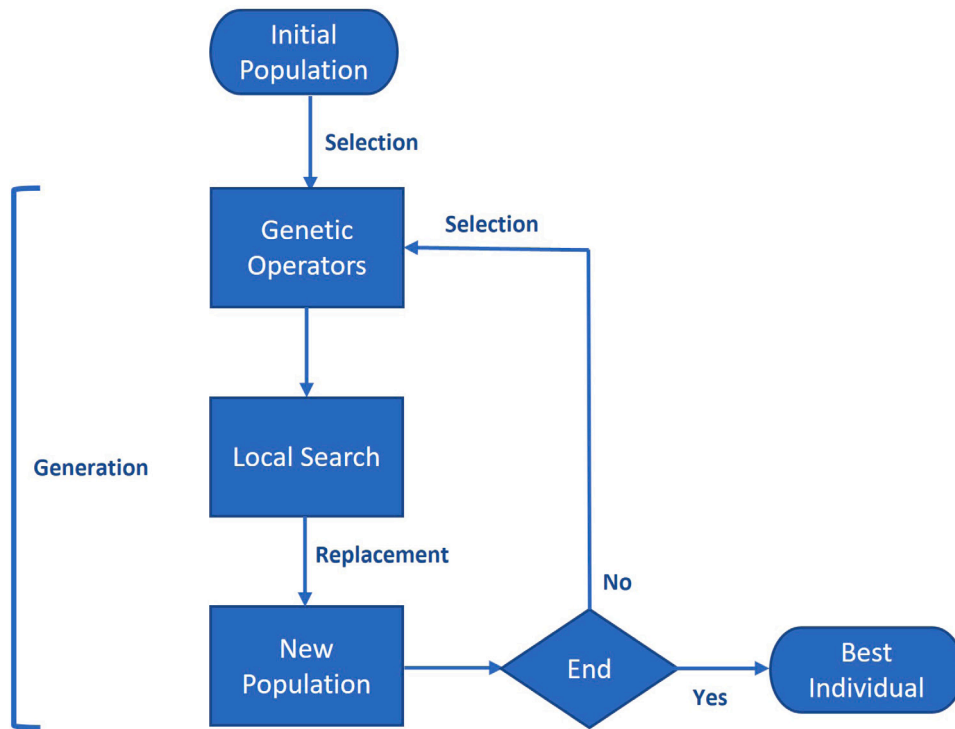 Initial
Population
Selection
Genetic
Operators
Selection
Local Search
Generation
Replacement
No
New
Population
End
Yes
Best
Individual